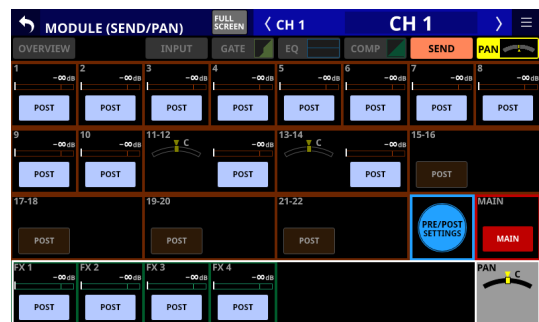 MODULE (SEND/PAN) FULL SCREEN CH 1 CH 1
OVERVIEW INPUT GATE EQ COMP SEND PAN
1 2 3 4 5 6 7 8
-∞dB -∞dB -∞dB -∞dB -∞dB -∞dB -∞dB -∞dB
POST POST POST POST POST POST POST POST
9 10 11-12 13-14 15-16
-∞dB -∞dB C -∞dB C -∞dB
POST POST POST POST POST
17-18 19-20 21-22 MAIN
POST POST POST PRE/POST SETTINGS MAIN
FX 1 FX 2 FX 3 FX 4 PAN
-∞dB -∞dB -∞dB -∞dB C
POST POST POST POST